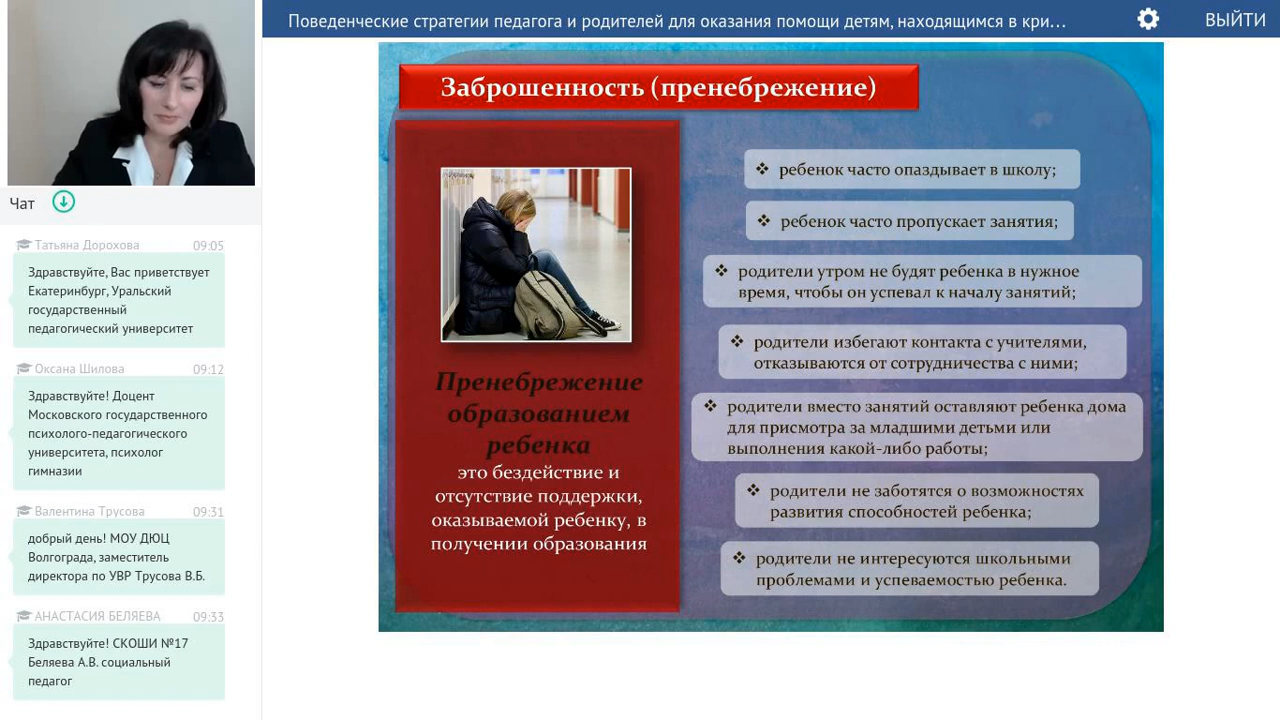 Поведенческие стратегии педагога и родителей для оказания помощи детям, находящимся в кри...
ВЫЙТИ
Чат
Татьяна Дорохова 09:05
Здравствуйте, Вас приветствует
Екатеринбург, Уральский
государственный
педагогический университет
Оксана Шилова 09:12
Здравствуйте! Доцент
Московского государственного
психолого-педагогического
университета, психолог
гимназии
Валентина Трусова 09:31
добрый день! МОУ ДЮЦ
Волгограда, заместитель
директора по УВР Трусова В.Б.
АНАСТАСИЯ БЕЛЯЕВА 09:33
Здравствуйте! СКОШИ №17
Беляева А.В. социальный
педагог
Заброшенность (пренебрежение)
Пренебрежение
образованием
ребенка
это бездействие и
отсутствие поддержки,
оказываемой ребенку, в
получении образования
❖ ребенок часто опаздывает в школу;
❖ ребенок часто пропускает занятия;
❖ родители утром не будят ребенка в нужное
время, чтобы он успевал к началу занятий;
❖ родители избегают контакта с учителями,
отказываются от сотрудничества с ними;
❖ родители вместо занятий оставляют ребенка дома
для присмотра за младшими детьми или
выполнения какой-либо работы;
❖ родители не заботятся о возможностях
развития способностей ребенка;
❖ родители не интересуются школьными
проблемами и успеваемостью ребенка.